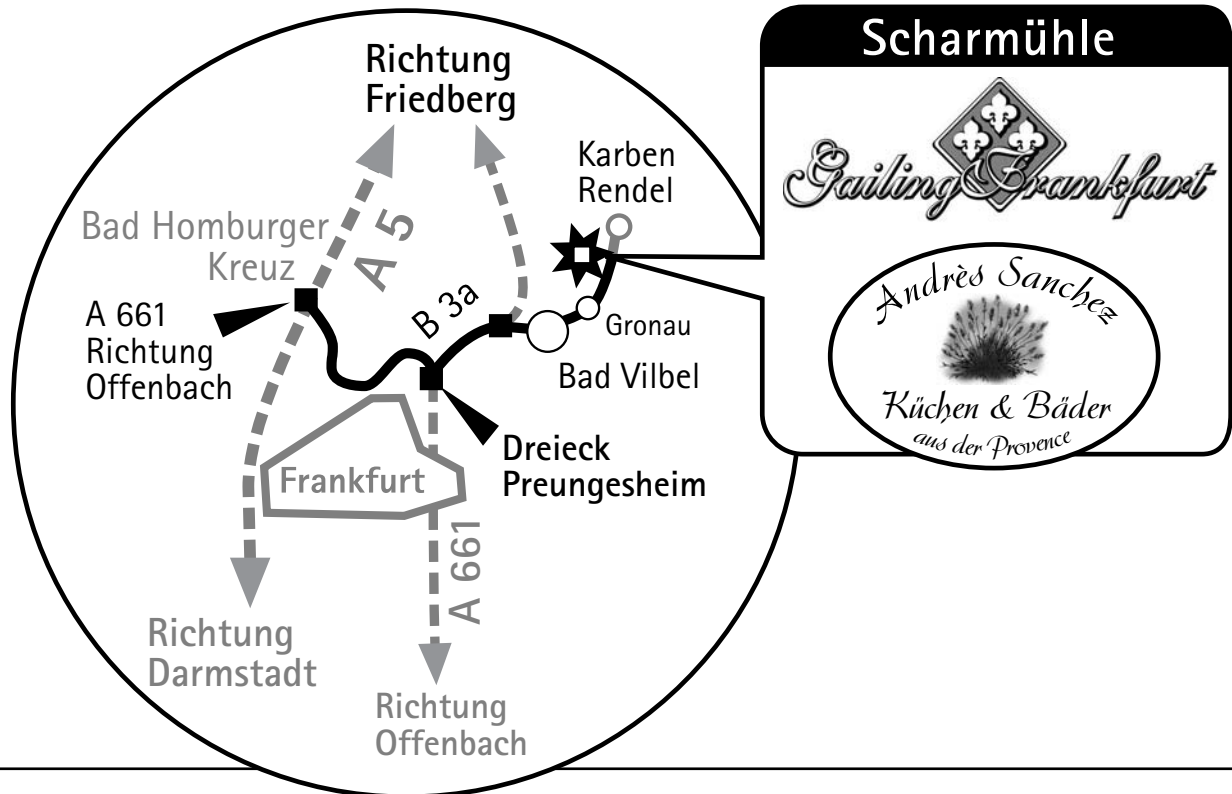 Richtung
Friedberg
Karben
Rendel
Bad Homburger
Kreuz
A 5
A 661
Richtung
Offenbach
B 3a
Gronau
Bad Vilbel
Dreieck
Preungesheim
Frankfurt
A 661
Richtung
Darmstadt
Richtung
Offenbach
Scharmühle
Gailing Frankfurt
Andrès Sanchez
Küchen & Bäder
aus der Provence